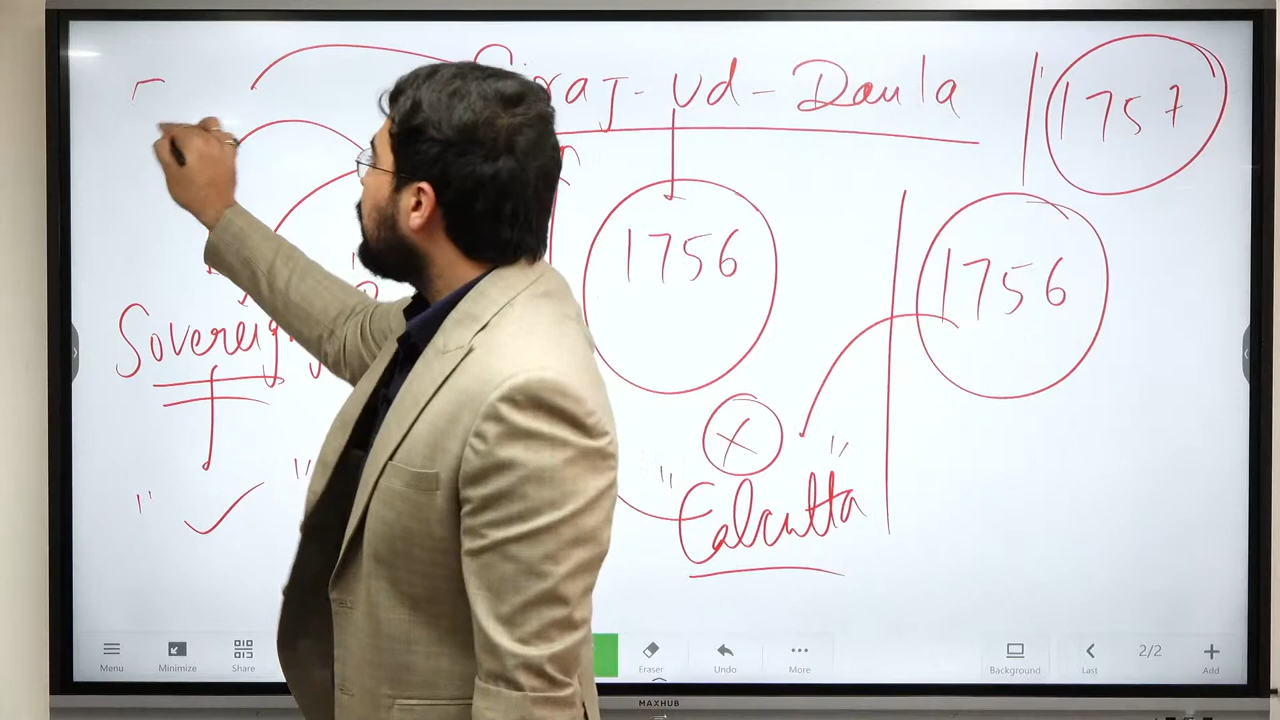 Siraj-ud-Daula
1757
1756
1756
X
"Calcutta"
Menu
Minimize
Share
Eraser
Undo
More
Background
Last
2/2
Add
MAXHUB